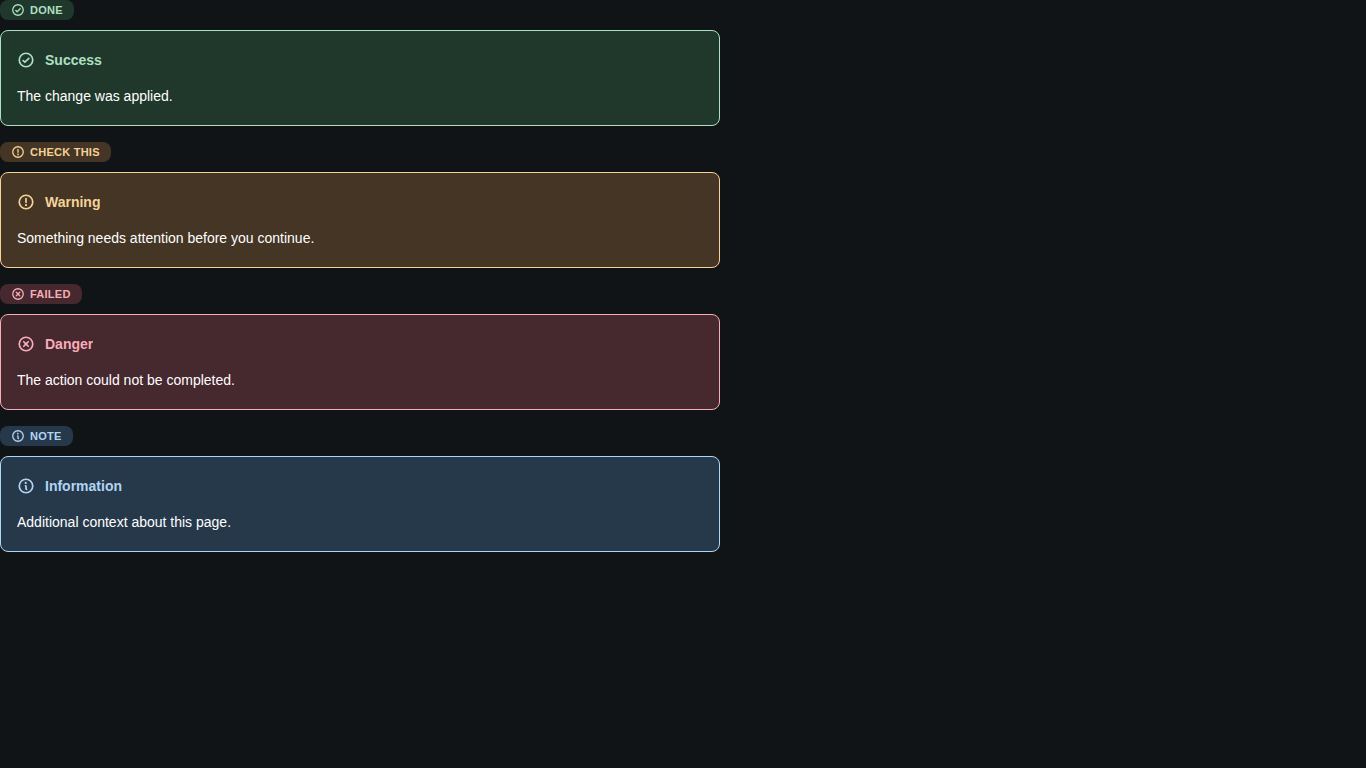 DONE
Success
The change was applied.
CHECK THIS
Warning
Something needs attention before you continue.
FAILED
Danger
The action could not be completed.
NOTE
Information
Additional context about this page.